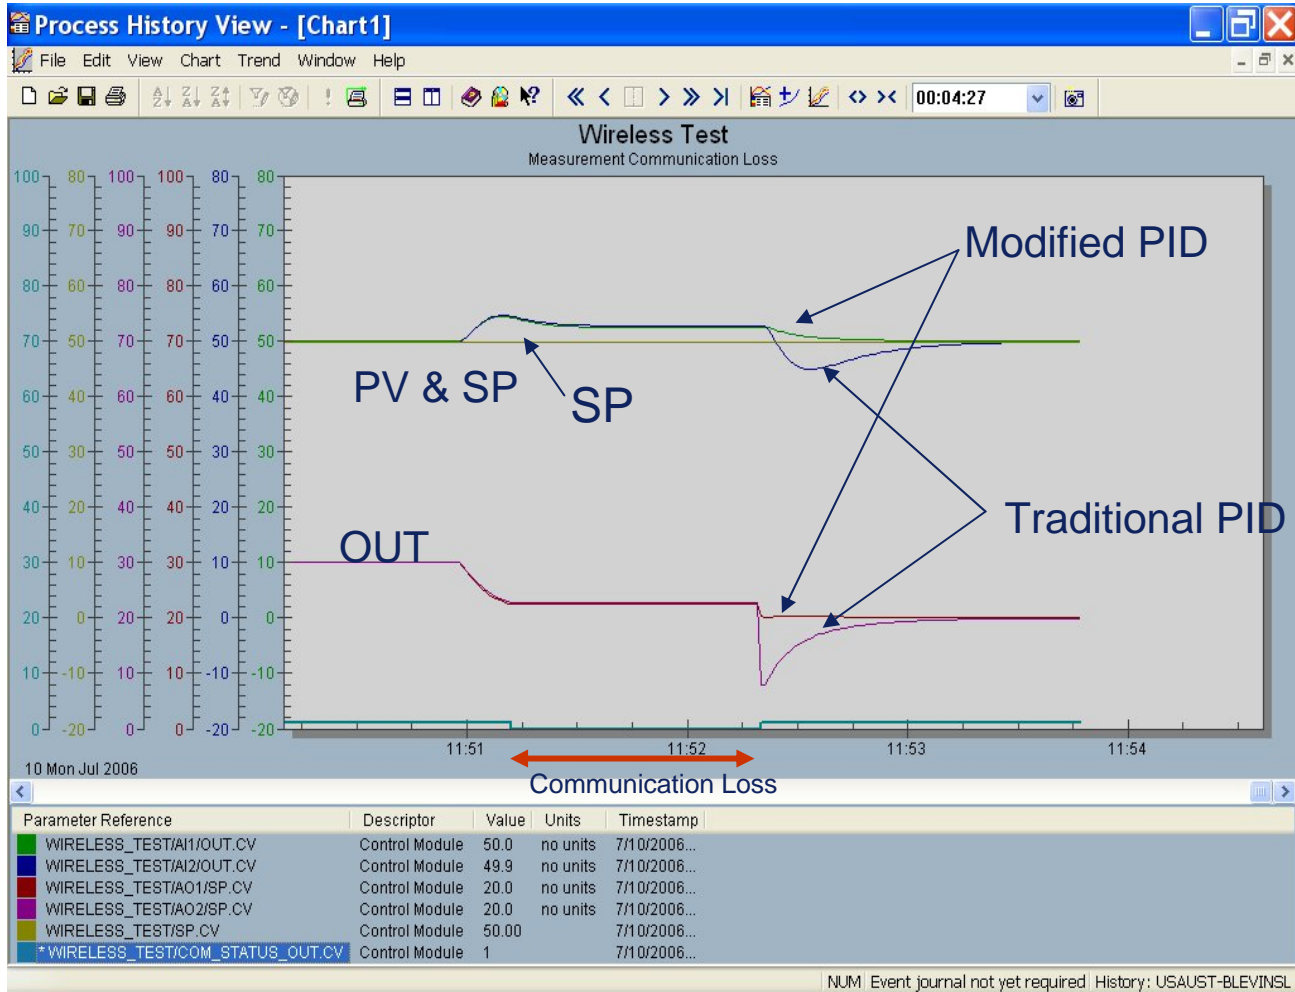 Process History View - [Chart1]
File Edit View Chart Trend Window Help
00:04:27
Wireless Test
Measurement Communication Loss
100 80 100 100 80 80
90 70 90 90 70 70
80 60 80 80 60 60
70 50 70 70 50 50
60 40 60 60 40 40
50 30 50 50 30 30
40 20 40 40 20 20
30 10 30 30 10 10
20 0 20 20 0 0
10 -10 10 10 -10 -10
0 -20 0 0 -20 -20
Modified PID
PV & SP
SP
Traditional PID
OUT
11:51 11:52 11:53 11:54
10 Mon Jul 2006
Communication Loss
Parameter Reference Descriptor Value Units Timestamp
WIRELESS_TEST/AI1/OUT.CV Control Module 50.0 no units 7/10/2006...
WIRELESS_TEST/AI2/OUT.CV Control Module 49.9 no units 7/10/2006...
WIRELESS_TEST/AO1/SP.CV Control Module 20.0 no units 7/10/2006...
WIRELESS_TEST/AO2/SP.CV Control Module 20.0 no units 7/10/2006...
WIRELESS_TEST/SP.CV Control Module 50.00 7/10/2006...
* WIRELESS_TEST/COM_STATUS_OUT.CV Control Module 1 7/10/2006...
NUM Event journal not yet required History: USAUST-BLEVINSL